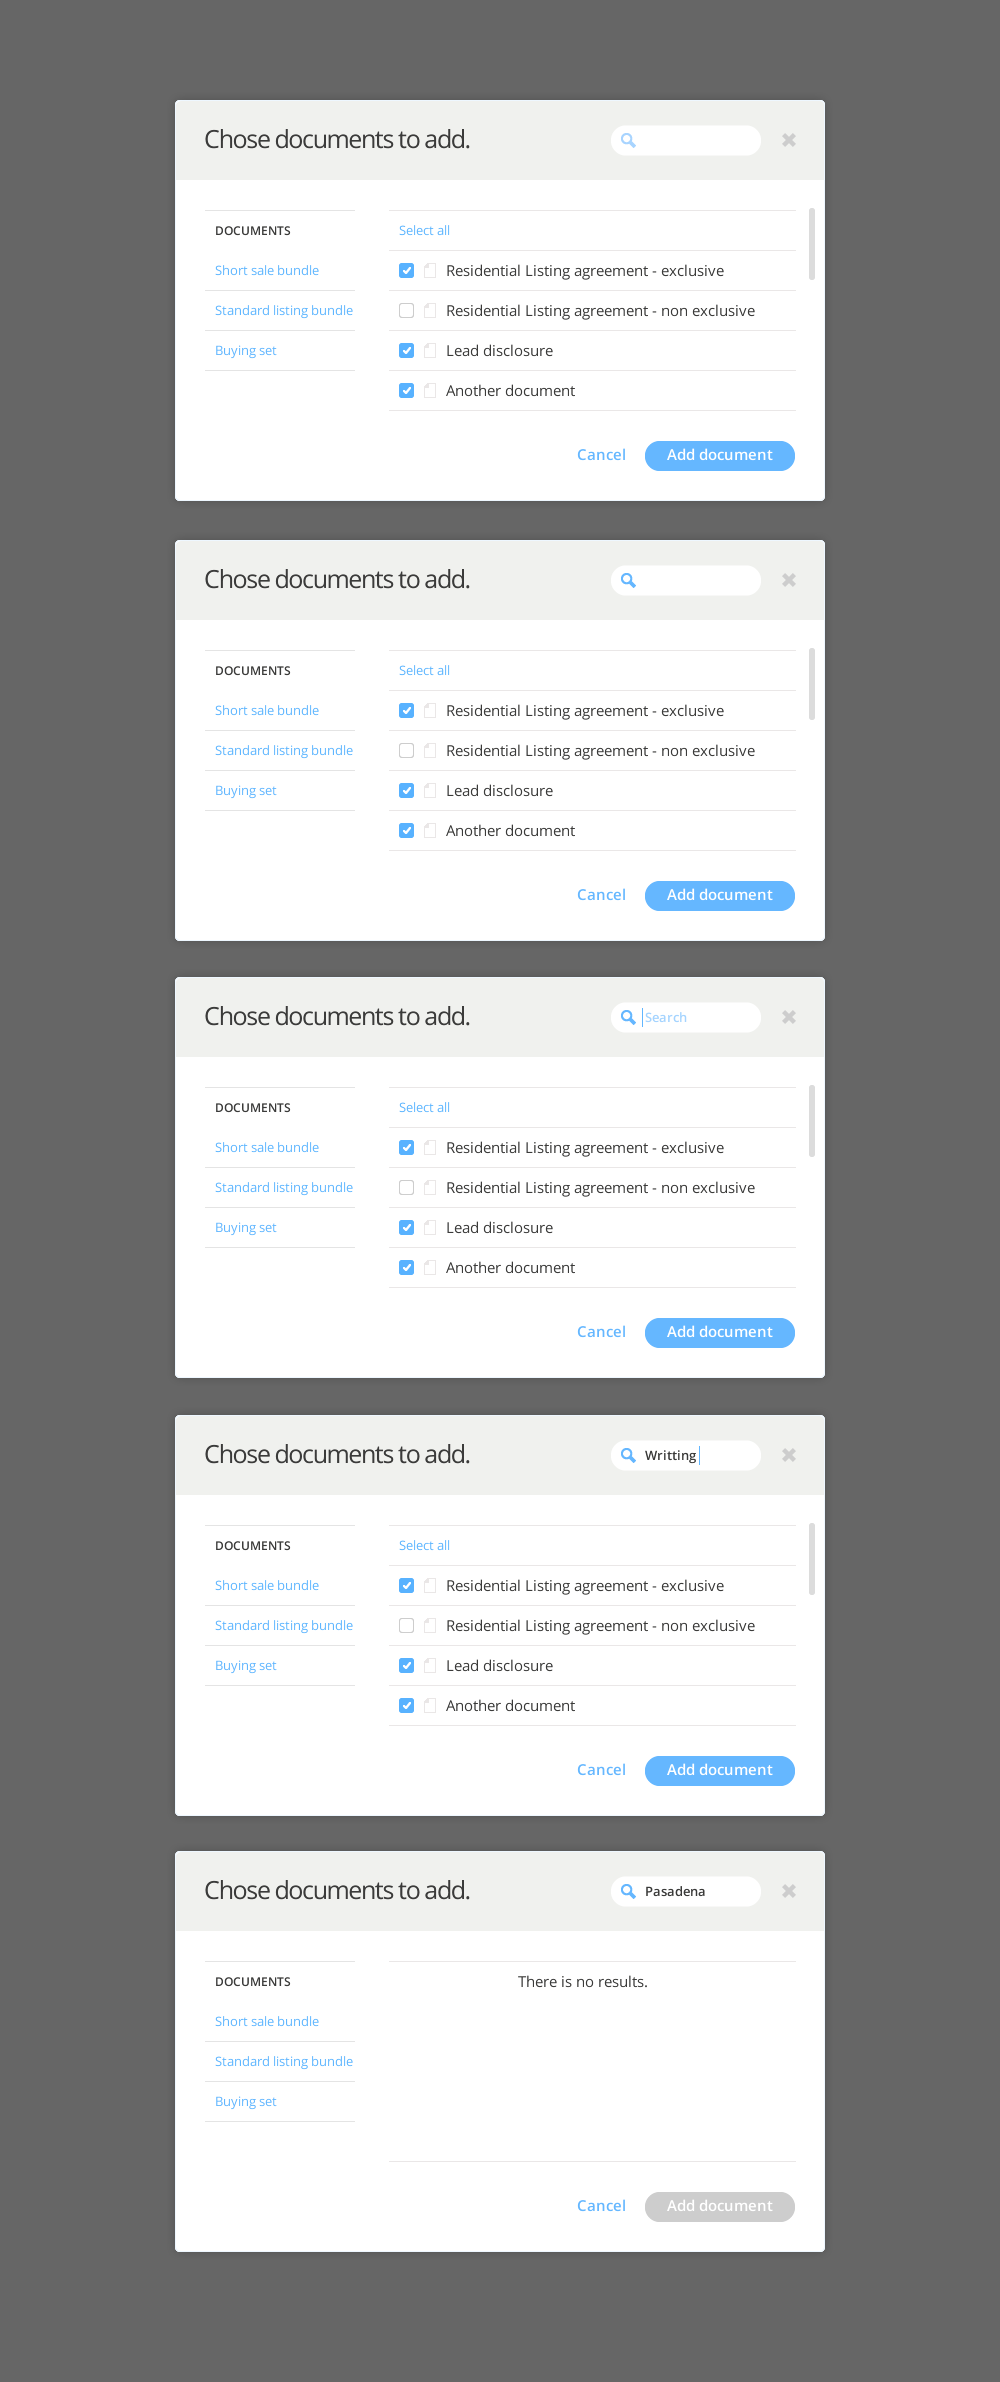 Chose documents to add.
DOCUMENTS
Short sale bundle
Standard listing bundle
Buying set
Select all
Residential Listing agreement - exclusive
Residential Listing agreement - non exclusive
Lead disclosure
Another document
Cancel
Add document
Chose documents to add.
DOCUMENTS
Short sale bundle
Standard listing bundle
Buying set
Select all
Residential Listing agreement - exclusive
Residential Listing agreement - non exclusive
Lead disclosure
Another document
Cancel
Add document
Chose documents to add.
Search
DOCUMENTS
Short sale bundle
Standard listing bundle
Buying set
Select all
Residential Listing agreement - exclusive
Residential Listing agreement - non exclusive
Lead disclosure
Another document
Cancel
Add document
Chose documents to add.
Writting
DOCUMENTS
Short sale bundle
Standard listing bundle
Buying set
Select all
Residential Listing agreement - exclusive
Residential Listing agreement - non exclusive
Lead disclosure
Another document
Cancel
Add document
Chose documents to add.
Pasadena
DOCUMENTS
Short sale bundle
Standard listing bundle
Buying set
There is no results.
Cancel
Add document